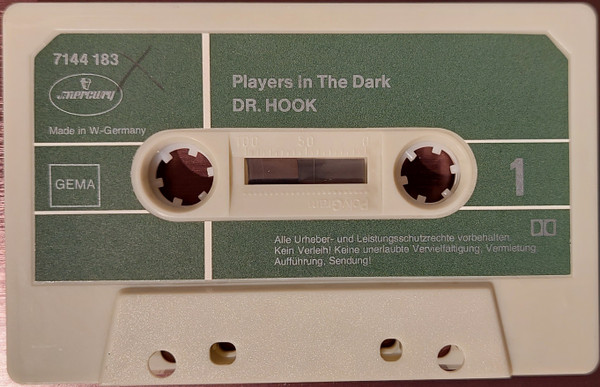 7144 183
mercury
Made in W-Germany
Players In The Dark
DR. HOOK
GEMA
PolyGram
1
Alle Urheber- und Leistungsschutzrechte vorbehalten.
Kein Verleih! Keine unerlaubte Vervielfältigung, Vermietung,
Aufführung, Sendung!